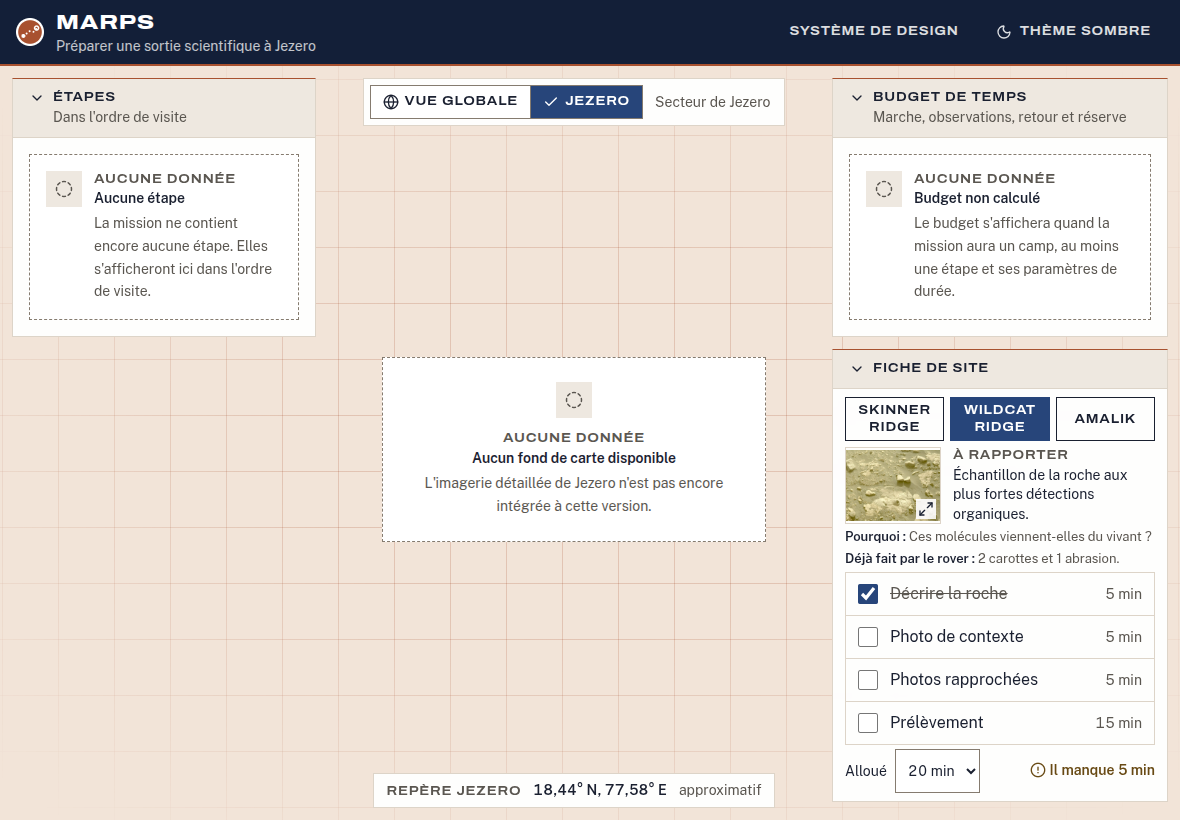 MARPS
Préparer une sortie scientifique à Jezero
SYSTÈME DE DESIGN
THÈME SOMBRE
ÉTAPES
Dans l'ordre de visite
AUCUNE DONNÉE
Aucune étape
La mission ne contient
encore aucune étape. Elles
s'afficheront ici dans l'ordre
de visite.
VUE GLOBALE
JEZERO
Secteur de Jezero
AUCUNE DONNÉE
Aucun fond de carte disponible
L'imagerie détaillée de Jezero n'est pas encore
intégrée à cette version.
REPÈRE JEZERO 18,44° N, 77,58° E approximatif
BUDGET DE TEMPS
Marche, observations, retour et réserve
AUCUNE DONNÉE
Budget non calculé
Le budget s'affichera quand la
mission aura un camp, au moins
une étape et ses paramètres de
durée.
FICHE DE SITE
SKINNER
RIDGE
WILDCAT
RIDGE
AMALIK
À RAPPORTER
Échantillon de la roche aux
plus fortes détections
organiques.
Pourquoi : Ces molécules viennent-elles du vivant ?
Déjà fait par le rover : 2 carottes et 1 abrasion.
Décrire la roche 5 min
Photo de contexte 5 min
Photos rapprochées 5 min
Prélèvement 15 min
Alloué 20 min Il manque 5 min